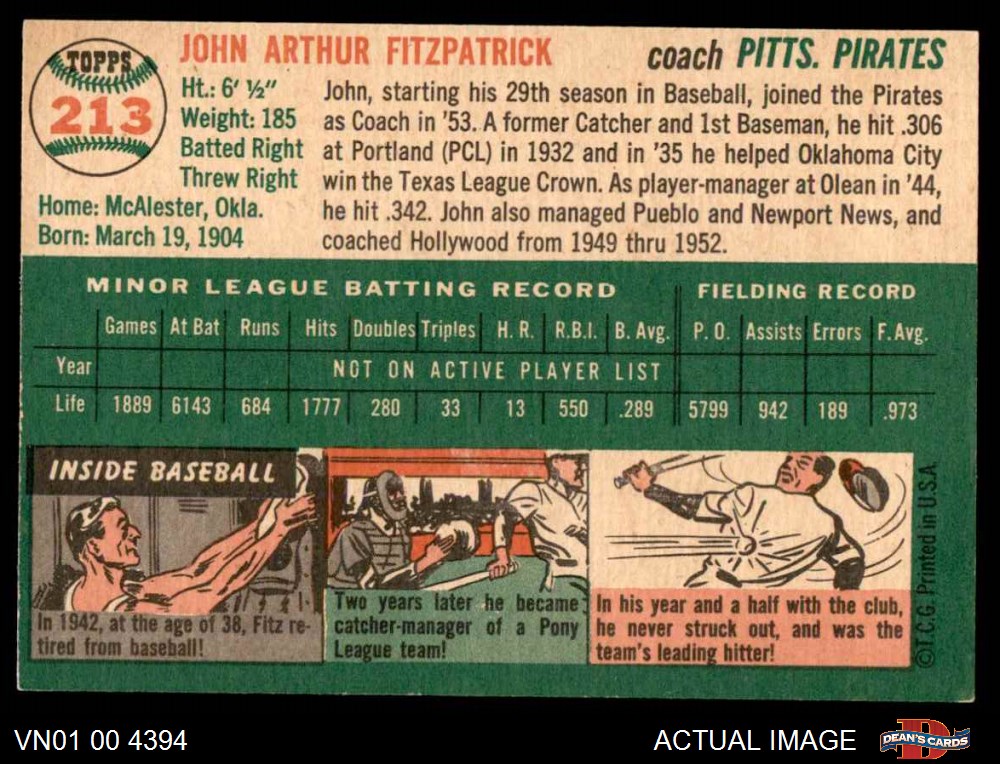 TOPPS
213
JOHN ARTHUR FITZPATRICK
coach PITTS. PIRATES
Ht.: 6' ½"
Weight: 185
Batted Right
Threw Right
Home: McAlester, Okla.
Born: March 19, 1904
John, starting his 29th season in Baseball, joined the Pirates
as Coach in '53. A former Catcher and 1st Baseman, he hit .306
at Portland (PCL) in 1932 and in '35 he helped Oklahoma City
win the Texas League Crown. As player-manager at Olean in '44,
he hit .342. John also managed Pueblo and Newport News, and
coached Hollywood from 1949 thru 1952.
MINOR LEAGUE BATTING RECORD FIELDING RECORD
Games At Bat Runs Hits Doubles Triples H. R. R.B.I. B. Avg. P. O. Assists Errors F. Avg.
Year NOT ON ACTIVE PLAYER LIST
Life 1889 6143 684 1777 280 33 13 550 .289 5799 942 189 .973
INSIDE BASEBALL
In 1942, at the age of 38, Fitz re-
tired from baseball!
Two years later he became
catcher-manager of a Pony
League team!
In his year and a half with the club,
he never struck out, and was the
team's leading hitter!
©T.C.G. Printed in U.S.A.
VN01 00 4394
ACTUAL IMAGE
D
DEAN'S CARDS